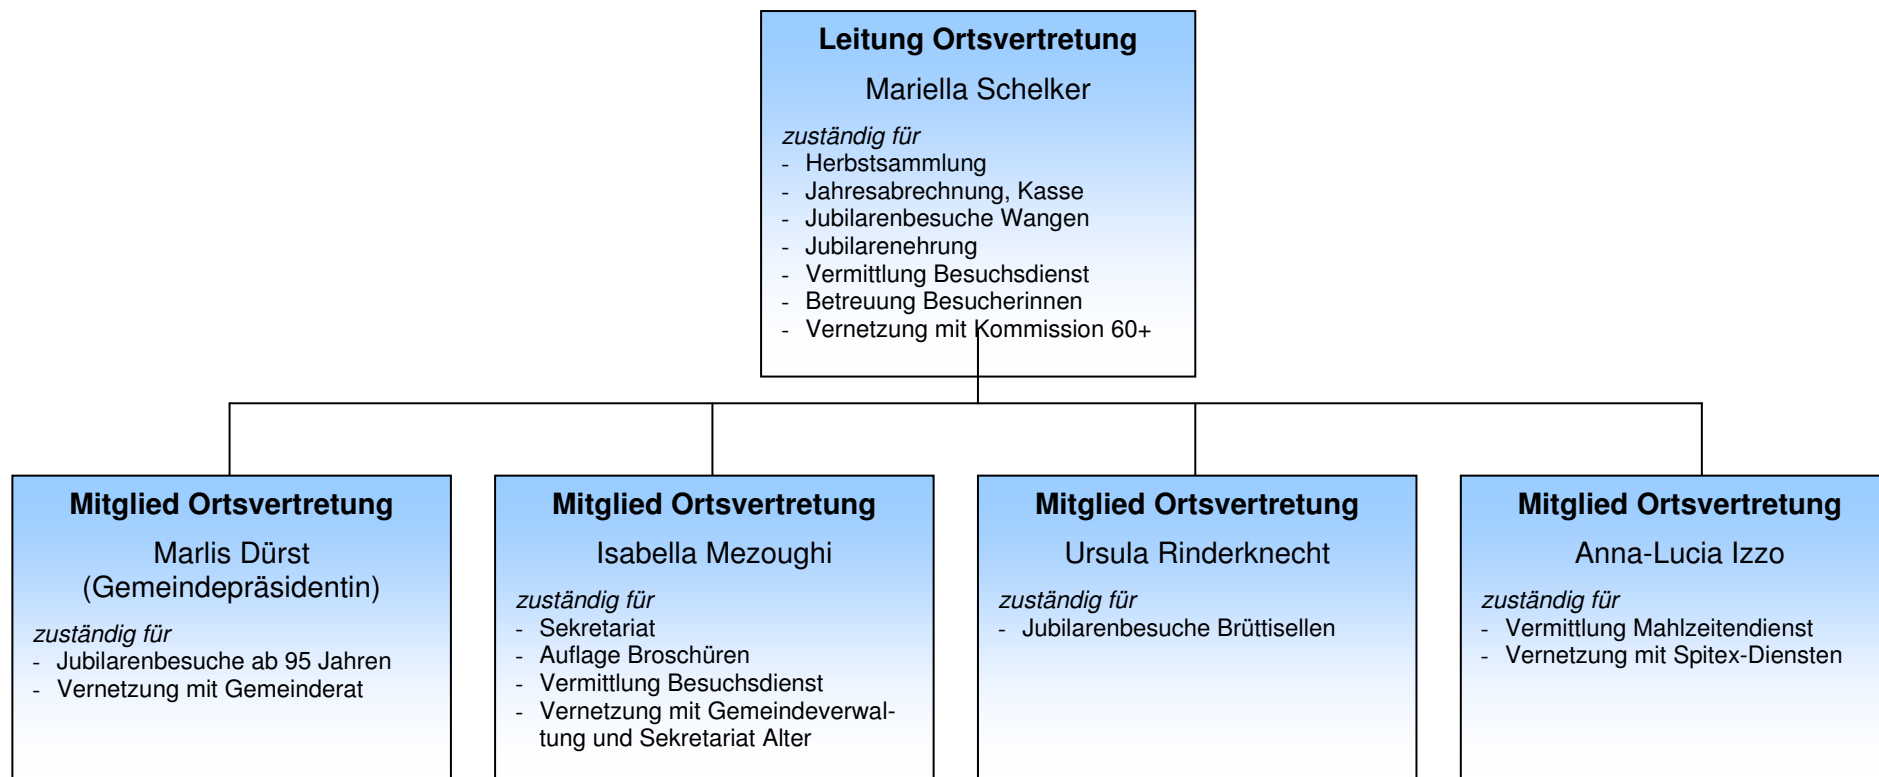 Leitung Ortsvertretung
Mariella Schelker
zuständig für
- Herbstsammlung
- Jahresabrechnung, Kasse
- Jubilarenbesuche Wangen
- Jubilarenehrung
- Vermittlung Besuchsdienst
- Betreuung Besucherinnen
- Vernetzung mit Kommission 60+
Mitglied Ortsvertretung
Marlis Dürst
(Gemeindepräsidentin)
zuständig für
- Jubilarenbesuche ab 95 Jahren
- Vernetzung mit Gemeinderat
Mitglied Ortsvertretung
Isabella Mezoughi
zuständig für
- Sekretariat
- Auflage Broschüren
- Vermittlung Besuchsdienst
- Vernetzung mit Gemeindeverwal-
tung und Sekretariat Alter
Mitglied Ortsvertretung
Ursula Rinderknecht
zuständig für
- Jubilarenbesuche Brüttisellen
Mitglied Ortsvertretung
Anna-Lucia Izzo
zuständig für
- Vermittlung Mahlzeitendienst
- Vernetzung mit Spitex-Diensten